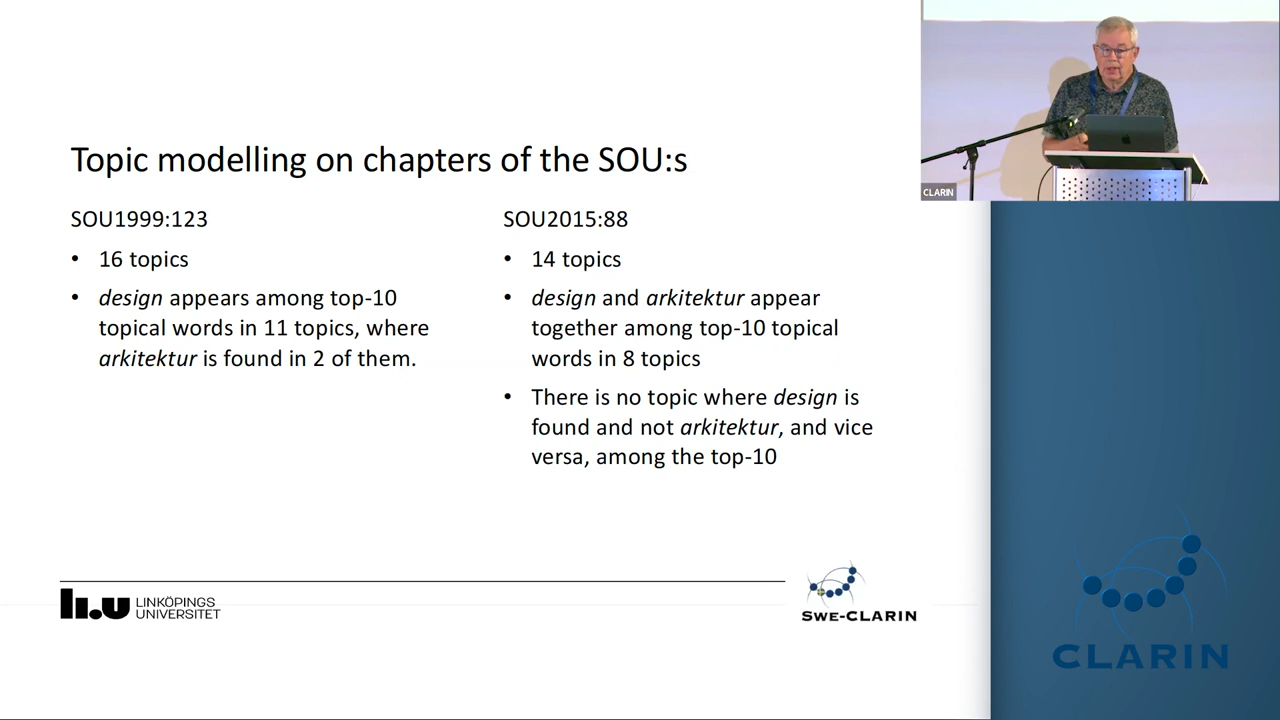 Topic modelling on chapters of the SOU:s
SOU1999:123
• 16 topics
• design appears among top-10
topical words in 11 topics, where
arkitektur is found in 2 of them.
SOU2015:88
• 14 topics
• design and arkitektur appear
together among top-10 topical
words in 8 topics
• There is no topic where design is
found and not arkitektur, and vice
versa, among the top-10
li.u LINKÖPINGS
UNIVERSITET
SWE-CLARIN
CLARIN
CLARIN